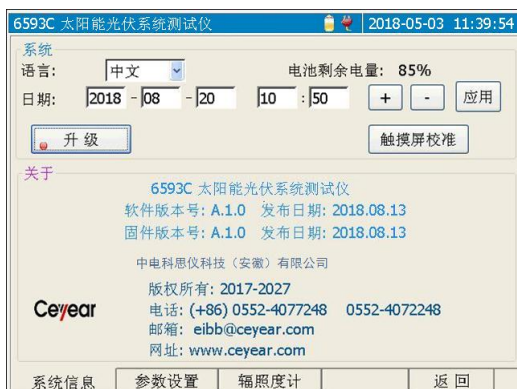 6593C 太阳能光伏系统测试仪 2018-05-03 11:39:54
系统
语言: 中文 电池剩余电量: 85%
日期: 2018 - 08 - 20 10 : 50 + - 应用
升 级 触摸屏校准
关于
6593C 太阳能光伏系统测试仪
软件版本号: A.1.0 发布日期: 2018.08.13
固件版本号: A.1.0 发布日期: 2018.08.13
中电科思仪科技（安徽）有限公司
版权所有: 2017-2027
Ceyear 电话: (+86) 0552-4077248 0552-4072248
邮箱: eibb@ceyear.com
网址: www.ceyear.com
系统信息 参数设置 辐照度计 返 回